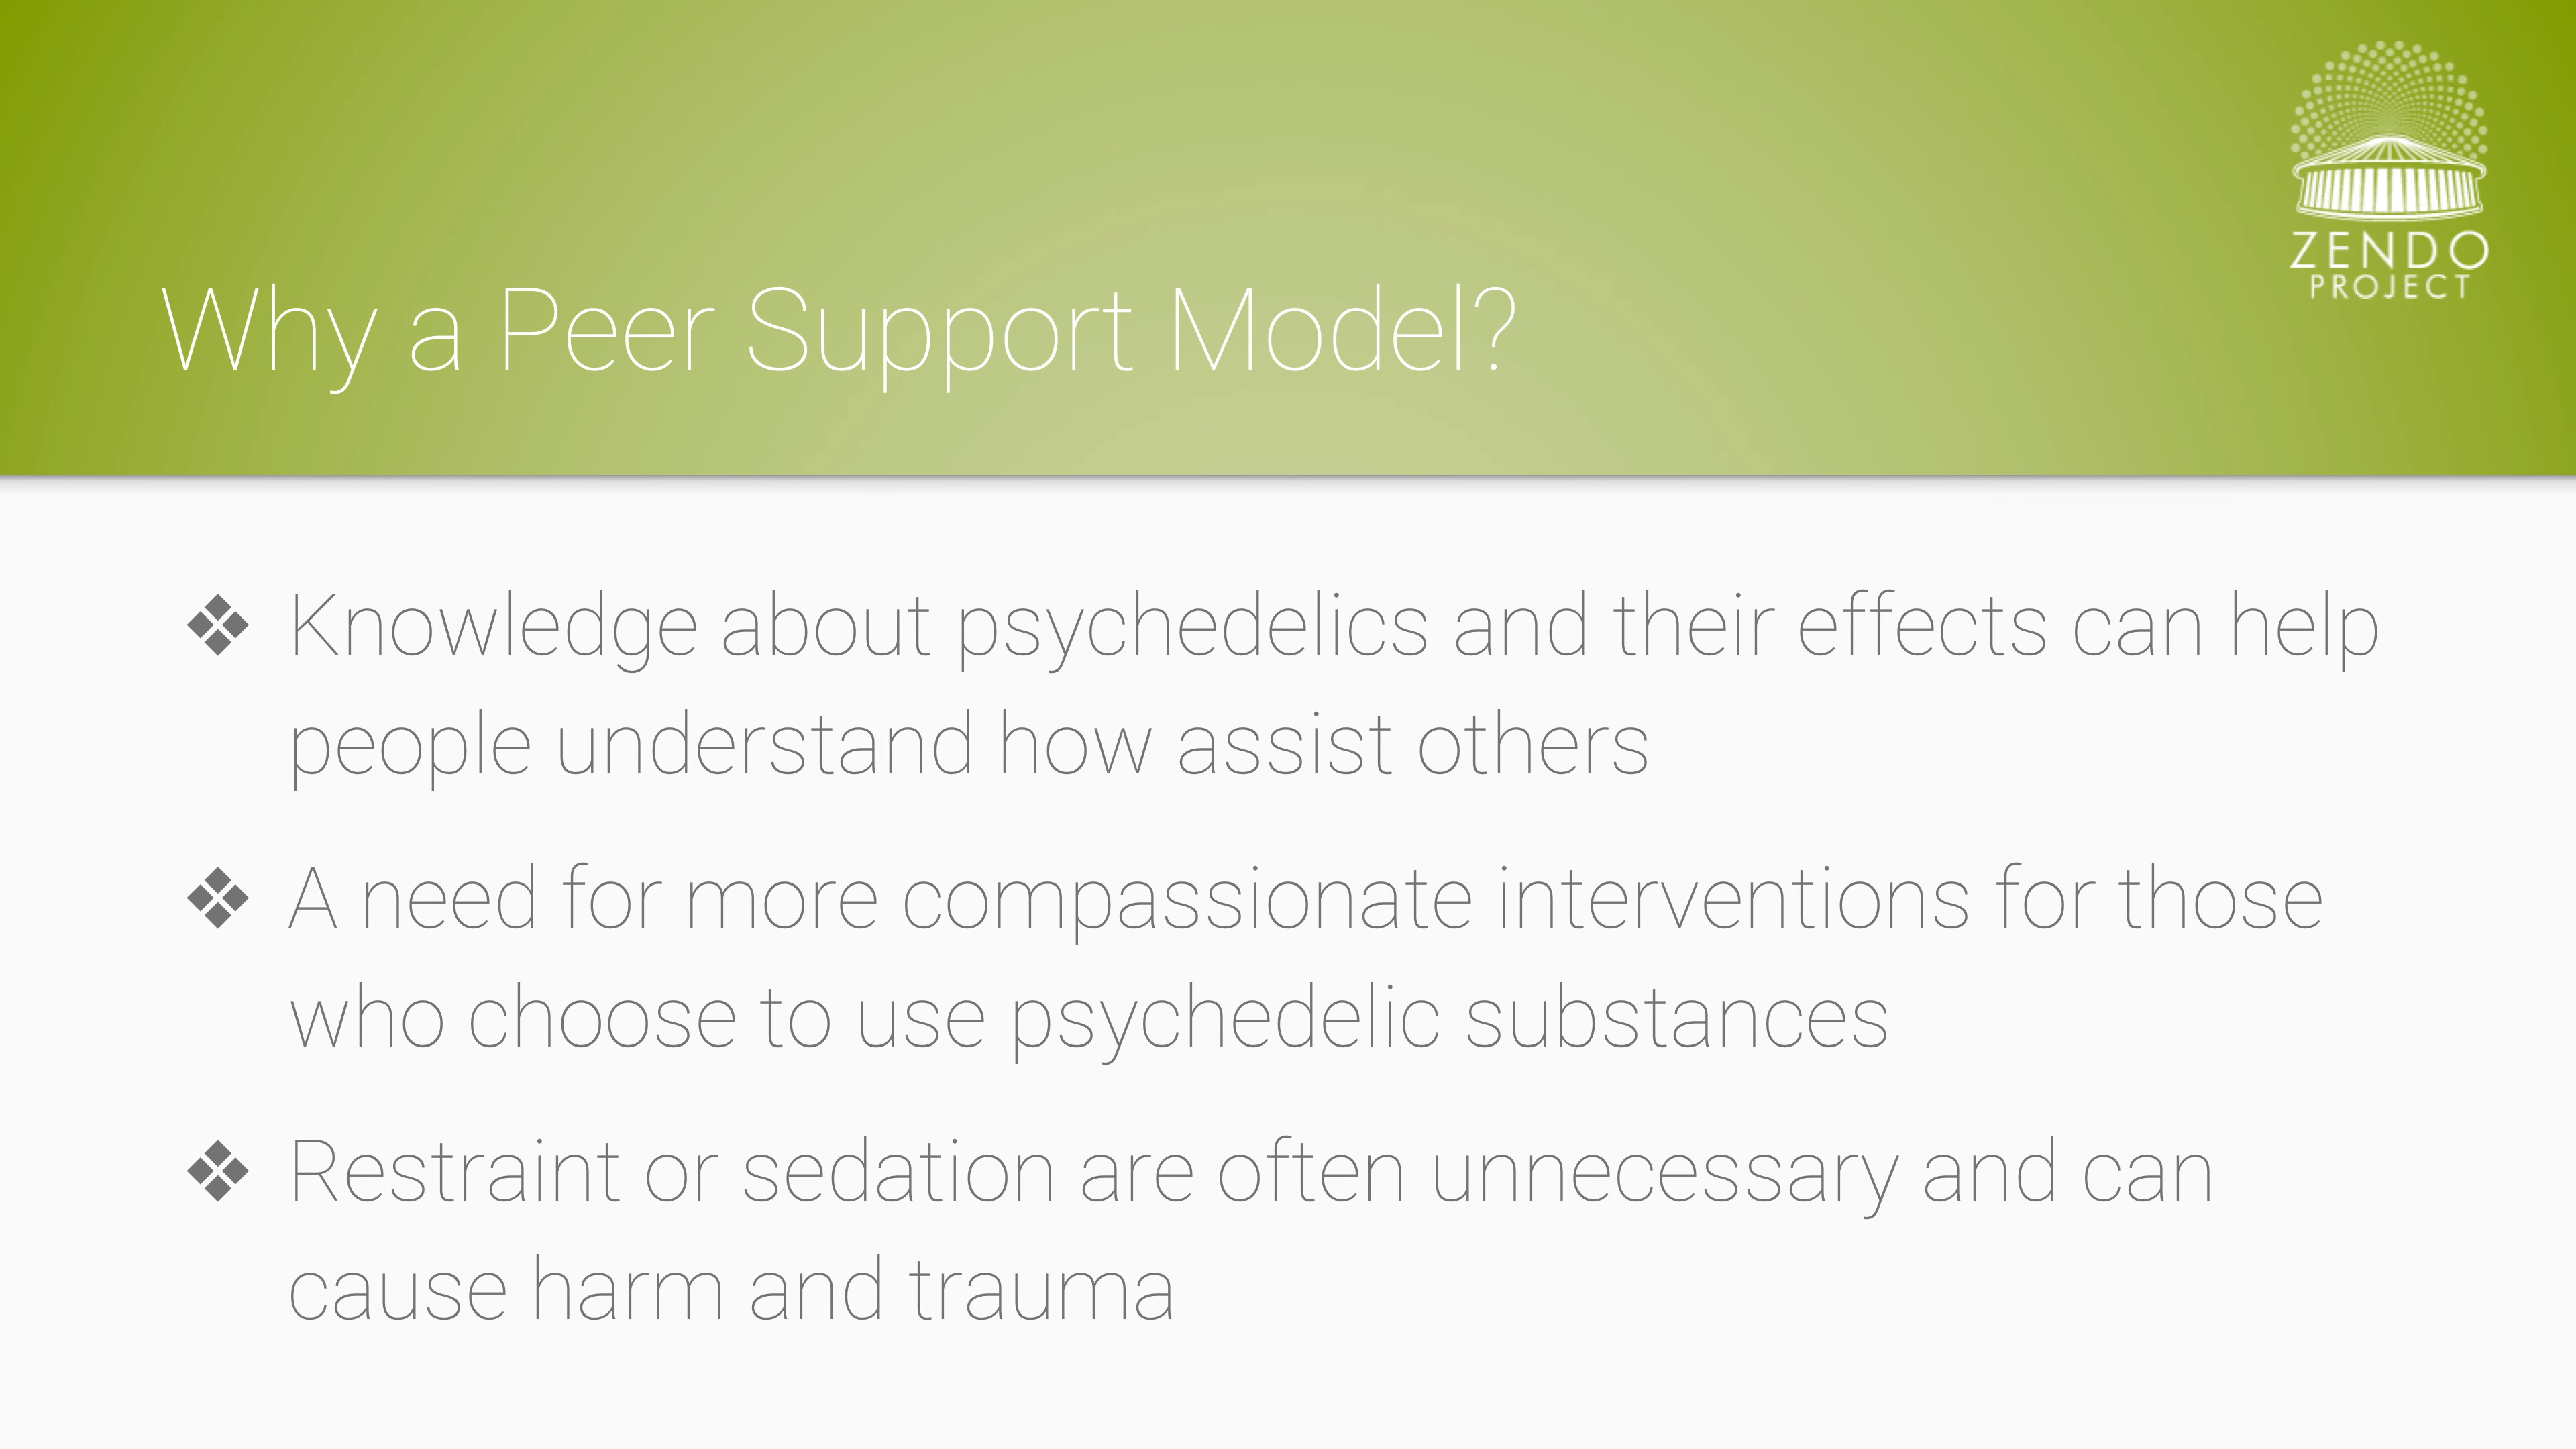 ZENDO
PROJECT
Why a Peer Support Model?
❖ Knowledge about psychedelics and their effects can help
people understand how assist others
❖ A need for more compassionate interventions for those
who choose to use psychedelic substances
❖ Restraint or sedation are often unnecessary and can
cause harm and trauma